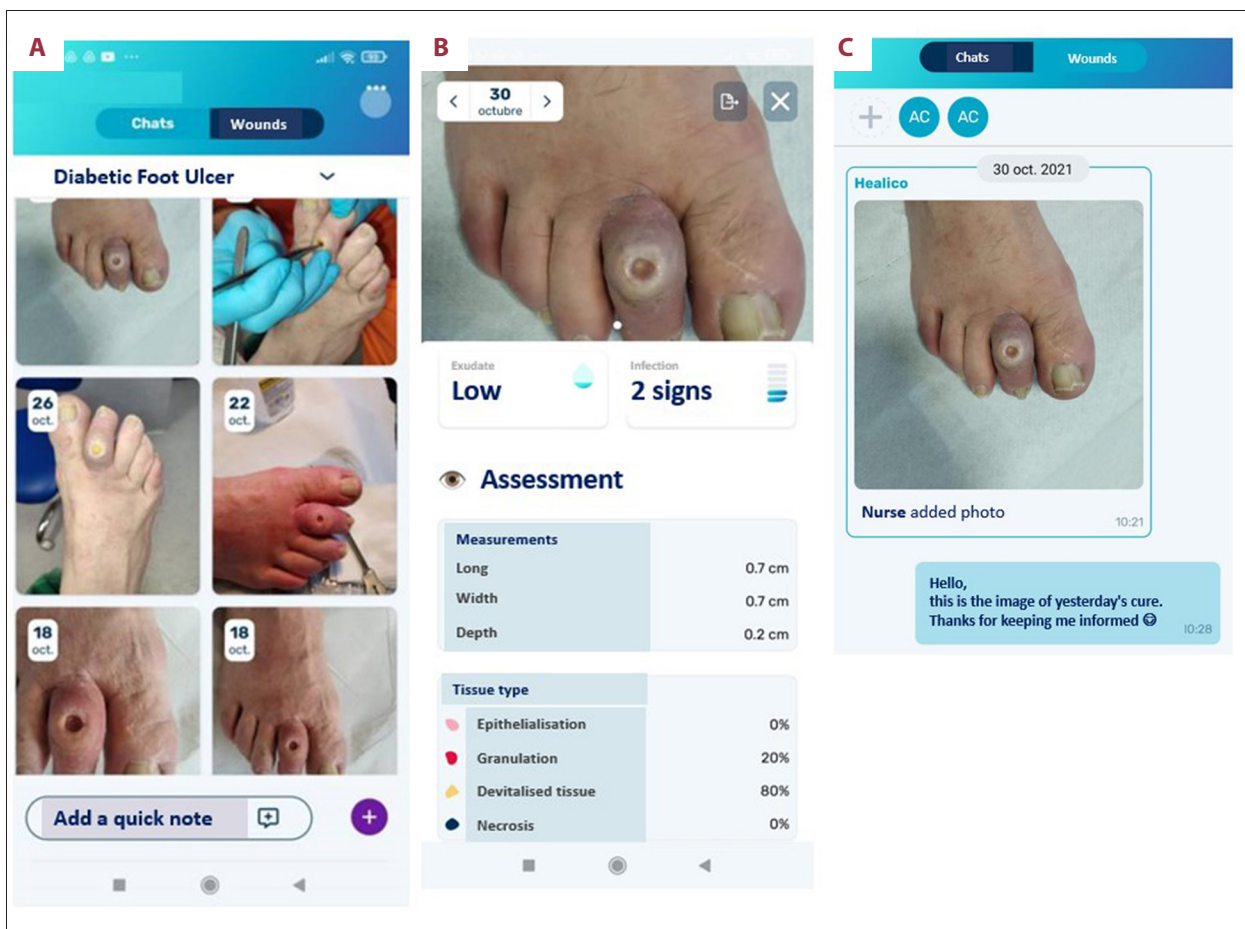 A
Chats
Wounds
Diabetic Foot Ulcer
26
oct.
22
oct.
18
oct.
18
oct.
Add a quick note
B
30
octubre
Exudate
Low
Infection
2 signs
Assessment
Measurements
Long 0.7 cm
Width 0.7 cm
Depth 0.2 cm
Tissue type
Epithelialisation 0%
Granulation 20%
Devitalised tissue 80%
Necrosis 0%
C
Chats
Wounds
AC
AC
30 oct. 2021
Healico
Nurse added photo
10:21
Hello,
this is the image of yesterday's cure.
Thanks for keeping me informed 😊
10:28